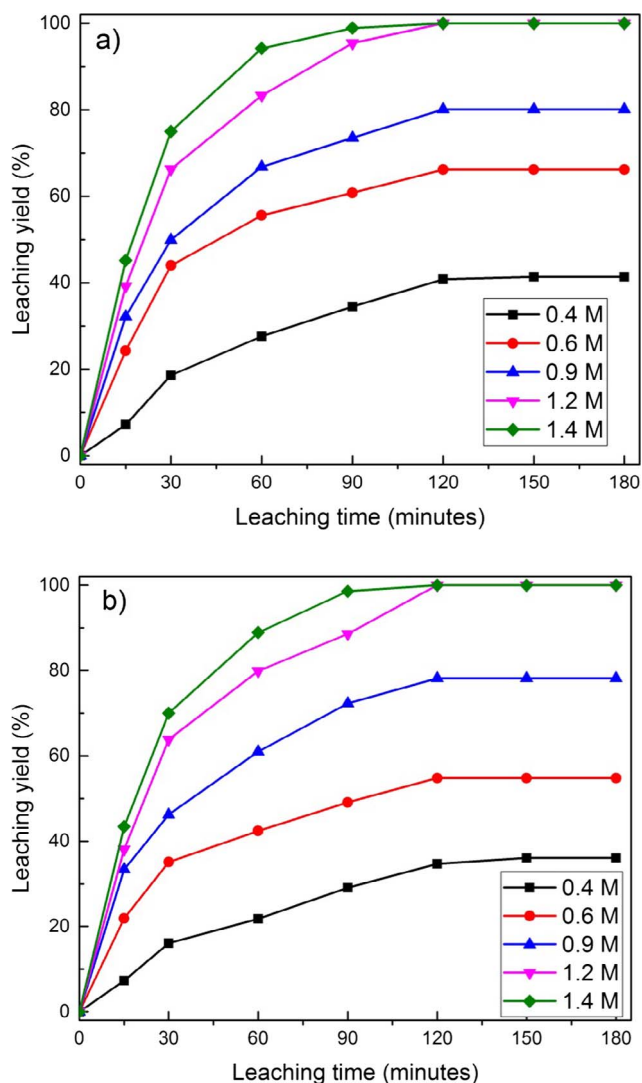 a)
100
80
60
40
20
0
Leaching yield (%)
0.4 M
0.6 M
0.9 M
1.2 M
1.4 M
0 30 60 90 120 150 180
Leaching time (minutes)
b)
100
80
60
40
20
0
Leaching yield (%)
0.4 M
0.6 M
0.9 M
1.2 M
1.4 M
0 30 60 90 120 150 180
Leaching time (minutes)